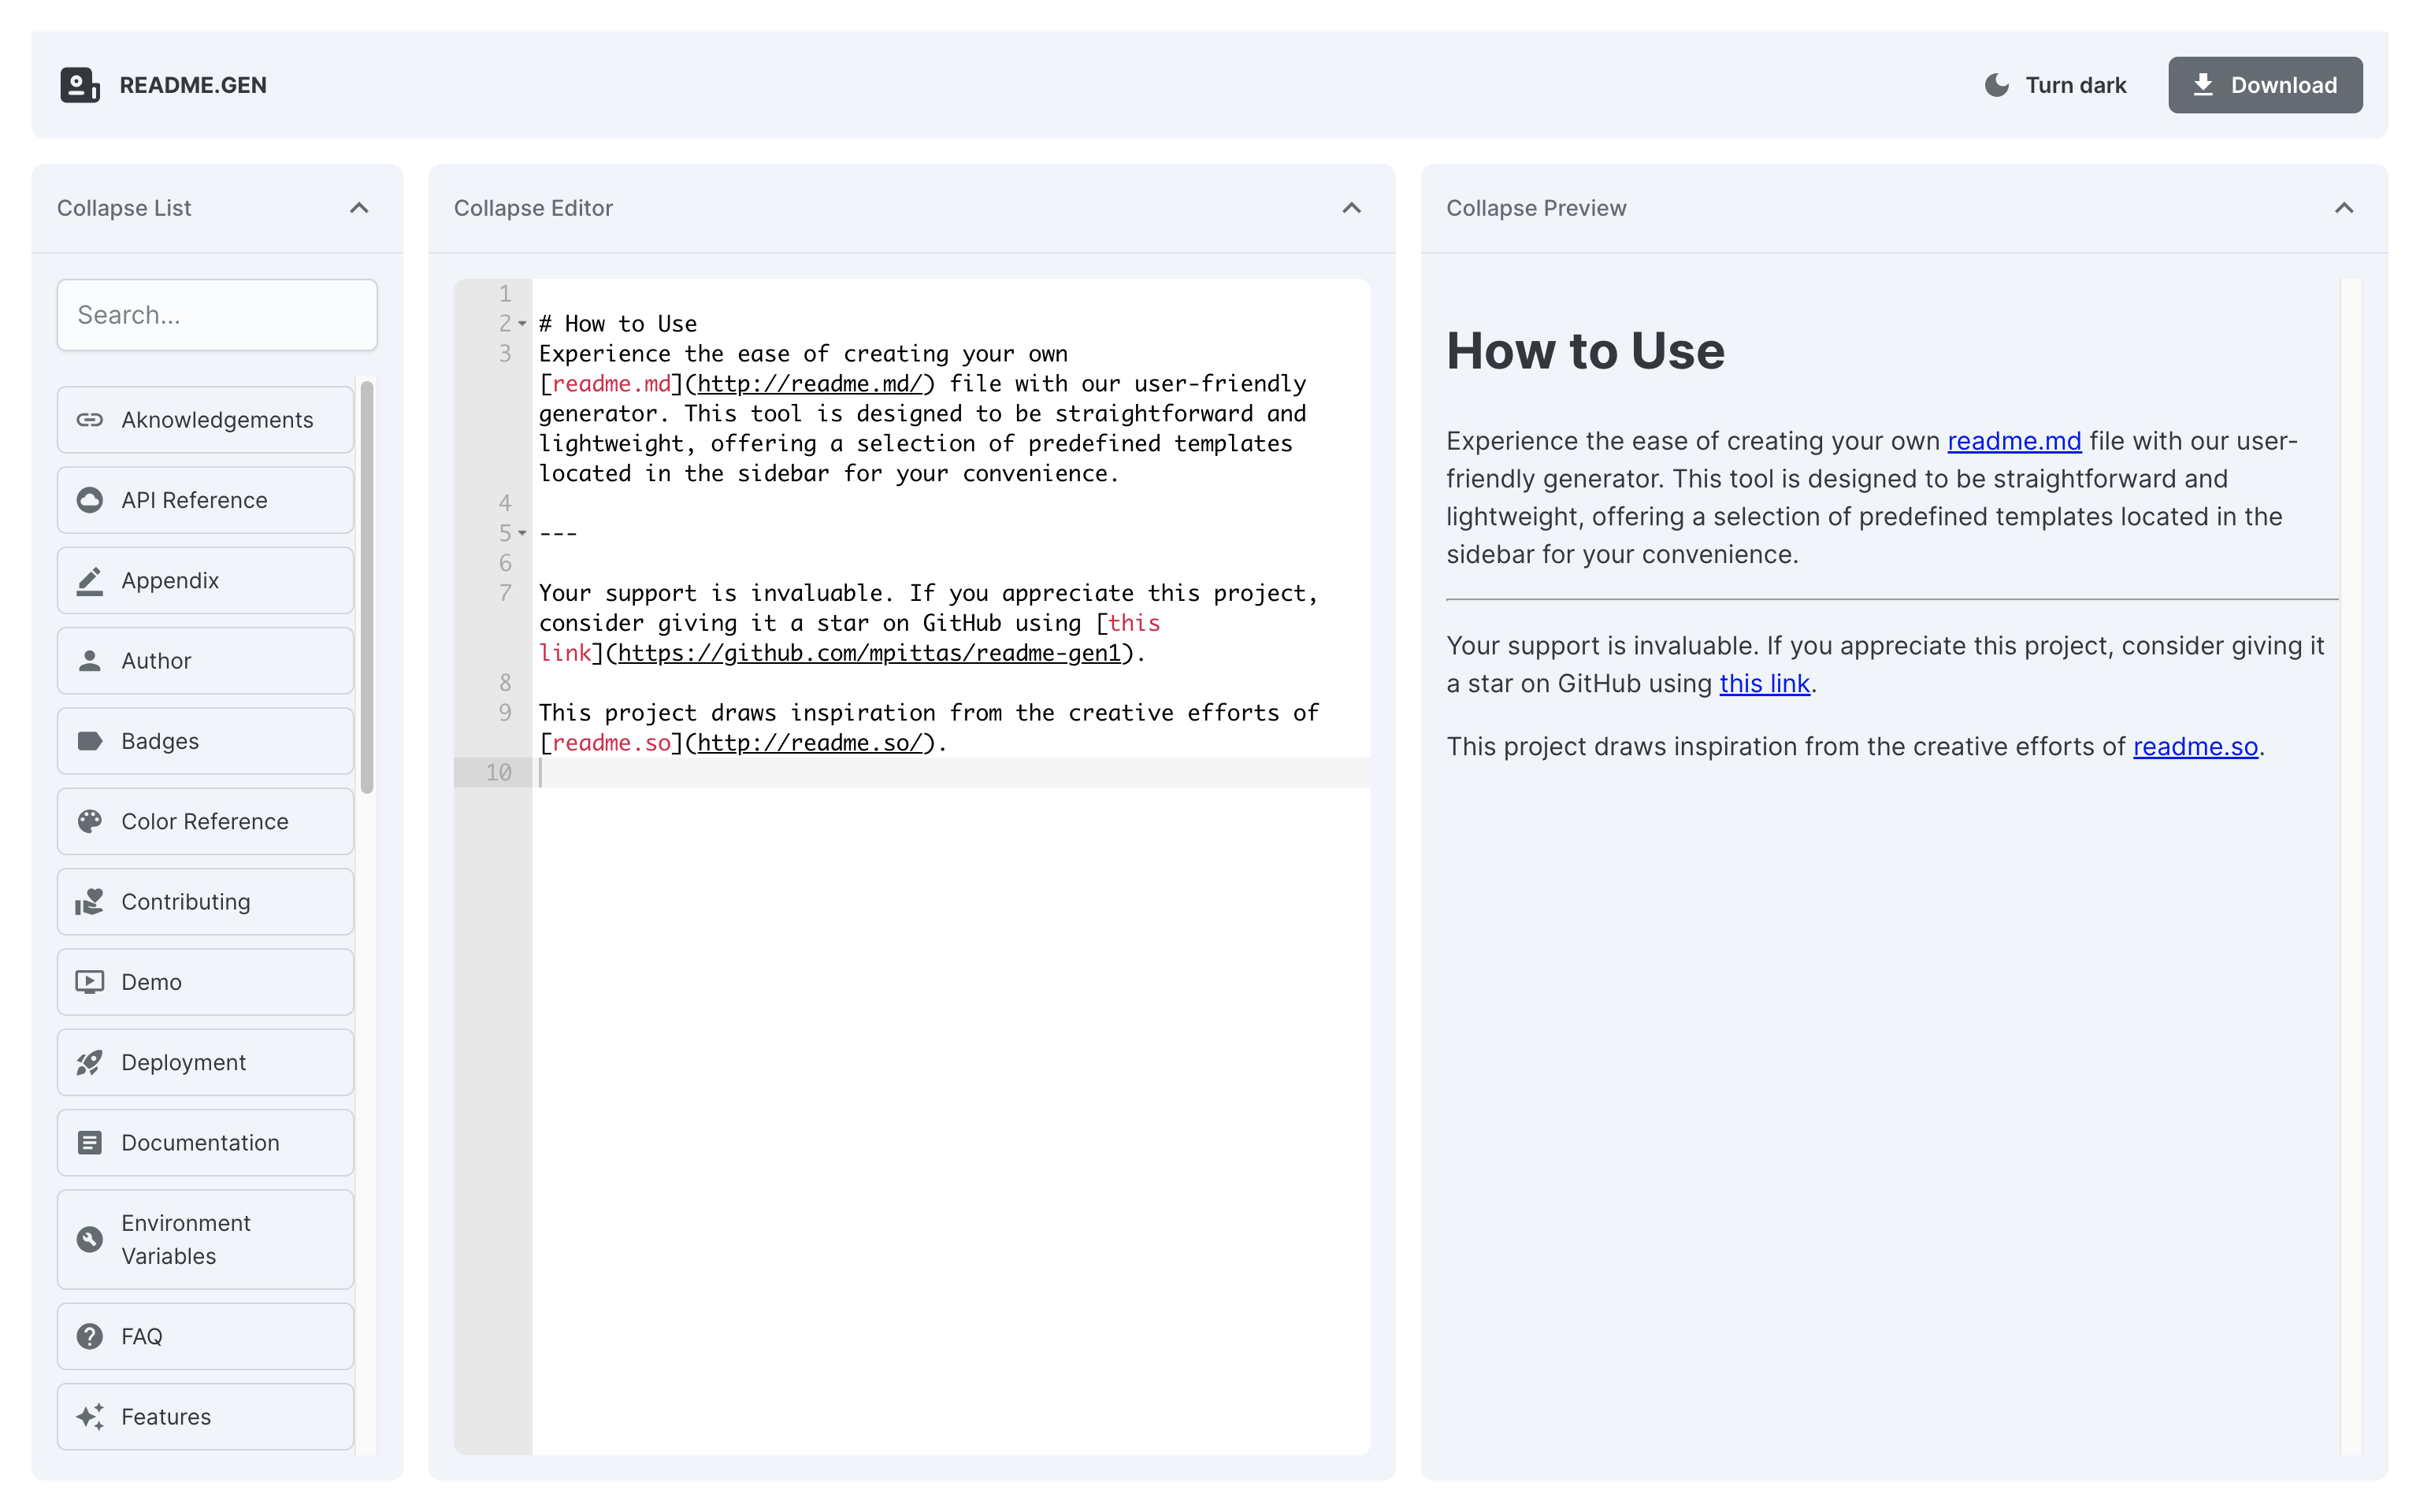 README.GEN
Turn dark
Download
Collapse List
Search...
Aknowledgements
API Reference
Appendix
Author
Badges
Color Reference
Contributing
Demo
Deployment
Documentation
Environment
Variables
FAQ
Features
Collapse Editor
1
2 # How to Use
3 Experience the ease of creating your own
[readme.md](http://readme.md/) file with our user-friendly
generator. This tool is designed to be straightforward and
lightweight, offering a selection of predefined templates
located in the sidebar for your convenience.
4
5 ---
6
7 Your support is invaluable. If you appreciate this project,
consider giving it a star on GitHub using [this
link](https://github.com/mpittas/readme-gen1).
8
9 This project draws inspiration from the creative efforts of
[readme.so](http://readme.so/).
10
Collapse Preview
How to Use
Experience the ease of creating your own readme.md file with our user-
friendly generator. This tool is designed to be straightforward and
lightweight, offering a selection of predefined templates located in the
sidebar for your convenience.
Your support is invaluable. If you appreciate this project, consider giving it
a star on GitHub using this link.
This project draws inspiration from the creative efforts of readme.so.